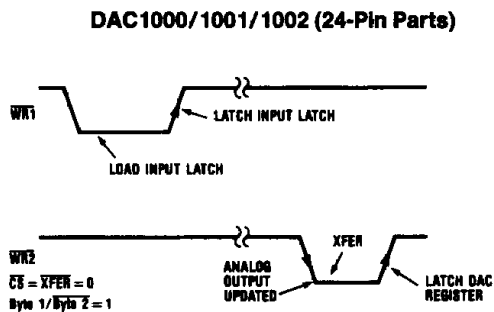 DAC1000/1001/1002 (24-Pin Parts)
WR1
LATCH INPUT LATCH
LOAD INPUT LATCH
WR2
XFER
CS = XFER = 0
Byte 1/Byte 2 = 1
ANALOG
OUTPUT
UPDATED
LATCH DAC
REGISTER